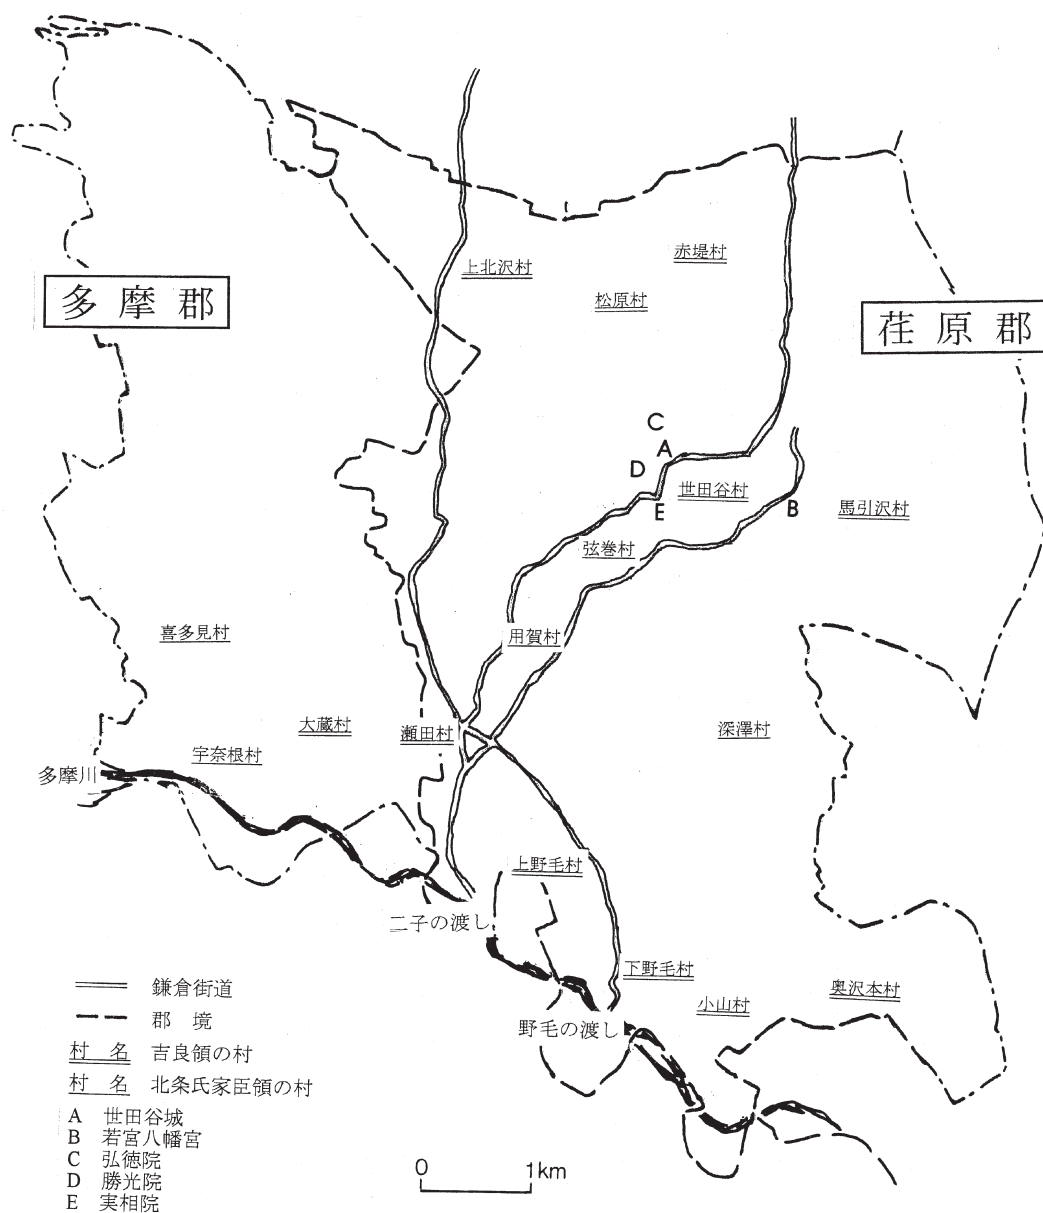 赤堤村
上北沢村
松原村
多摩郡
荏原郡
C
A
D
世田谷村
E
B
馬引沢村
弦巻村
喜多見村
用賀村
大蔵村
瀬田村
深澤村
宇奈根村
多摩川
上野毛村
二子の渡し
下野毛村
奥沢本村
小山村
野毛の渡し
鎌倉街道
郡 境
村 名 吉良領の村
村 名 北条氏家臣領の村
A 世田谷城
B 若宮八幡宮
C 弘徳院
D 勝光院
E 実相院
0 1km